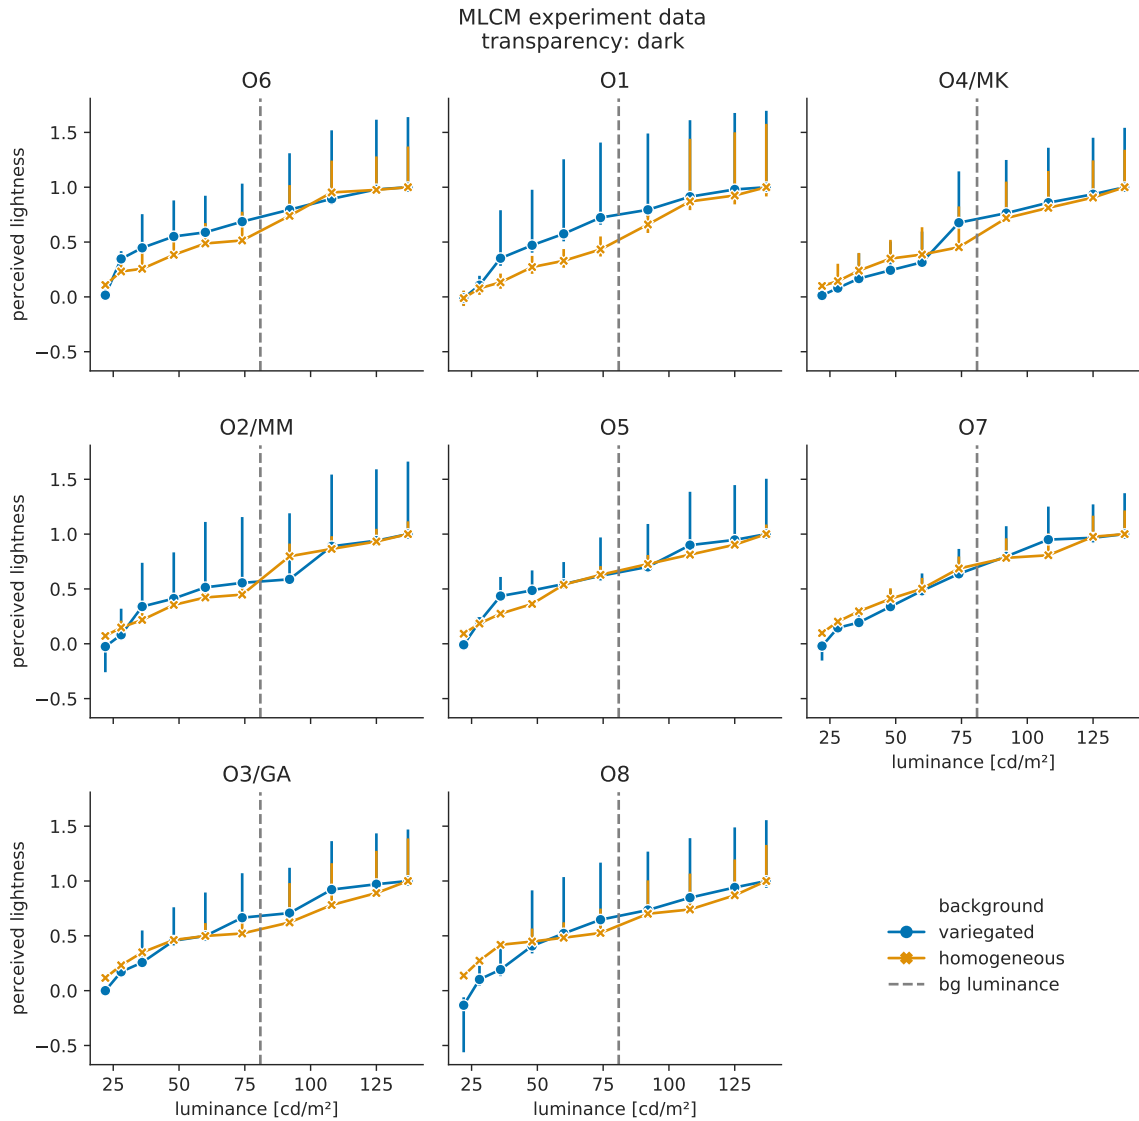 MLCM experiment data
transparency: dark
O6
O1
O4/MK
perceived lightness
1.5
1.0
0.5
0.0
−0.5
O2/MM
O5
O7
perceived lightness
1.5
1.0
0.5
0.0
−0.5
25 50 75 100 125
luminance [cd/m²]
O3/GA
O8
perceived lightness
1.5
1.0
0.5
0.0
−0.5
background
variegated
homogeneous
bg luminance
25 50 75 100 125
25 50 75 100 125
luminance [cd/m²]
luminance [cd/m²]